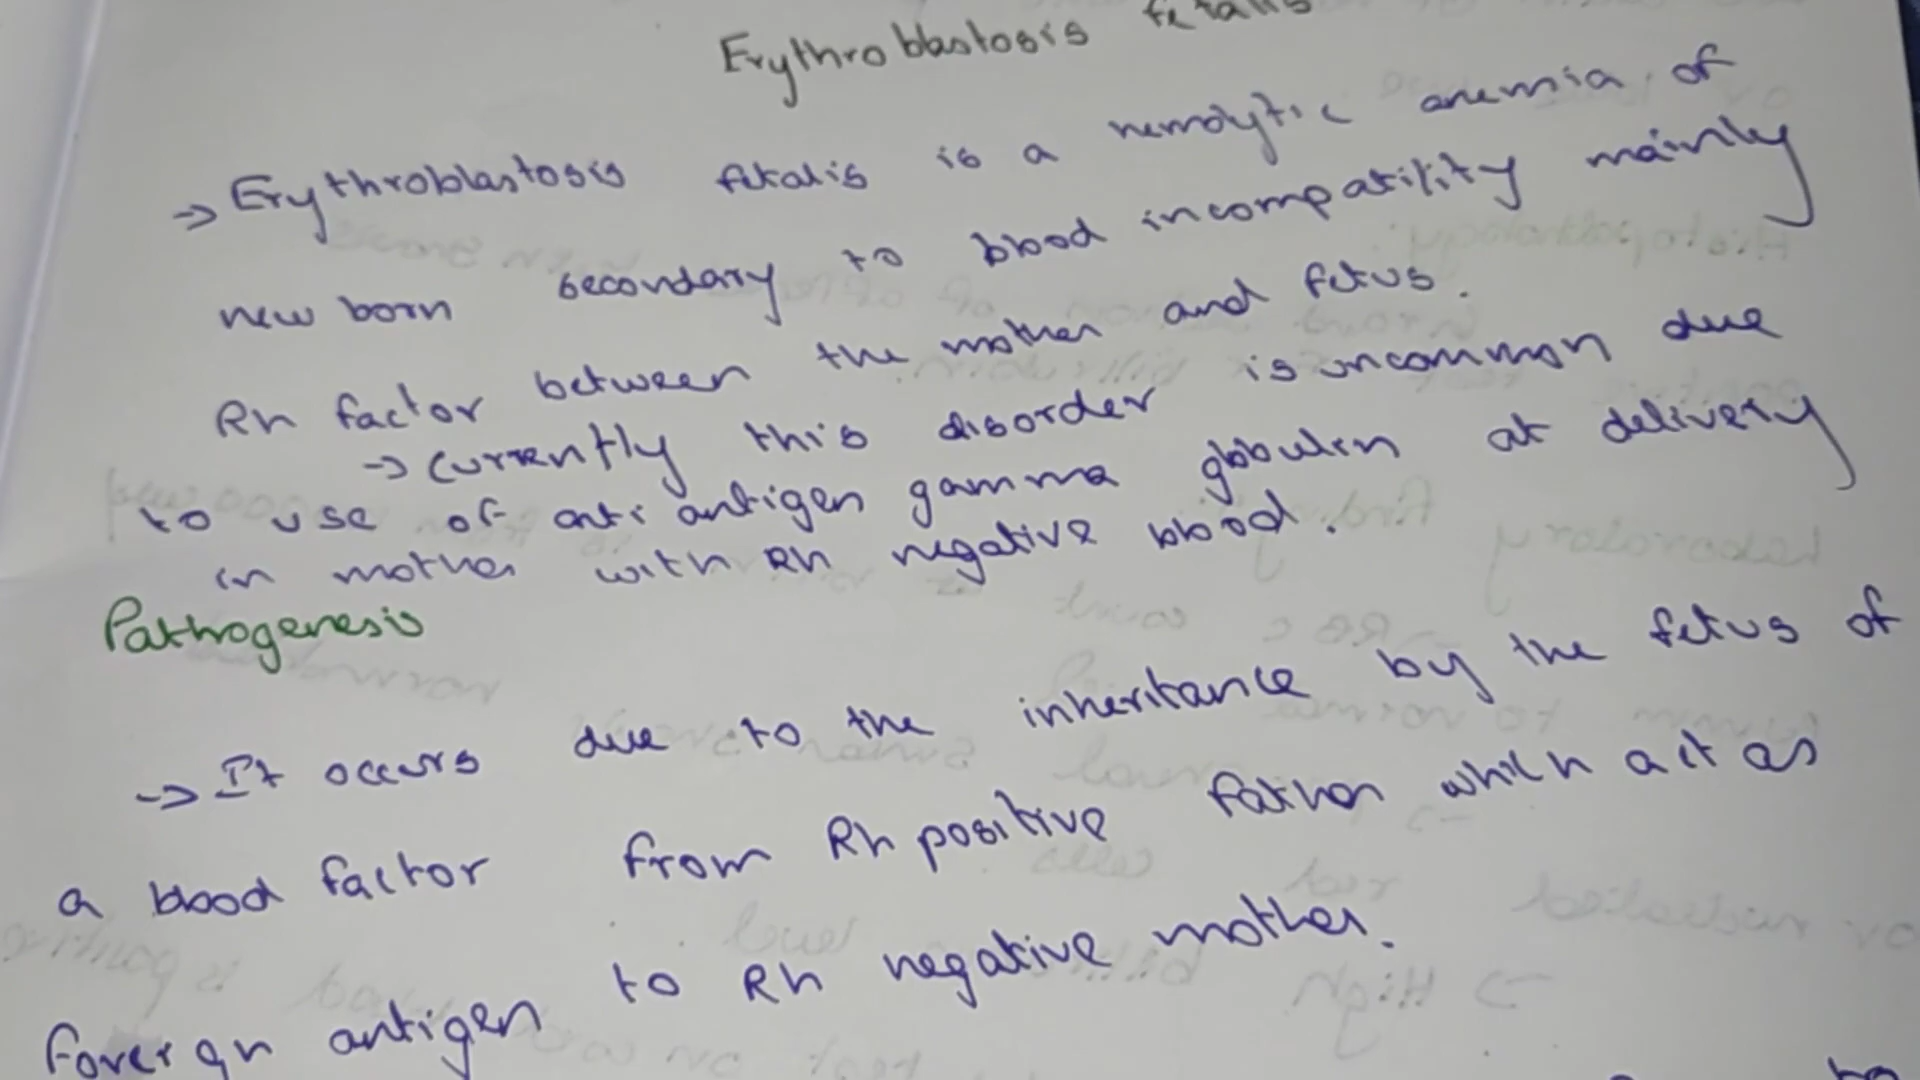 Erythroblastosis fetalis
→ Erythroblastosis fetalis is a hemolytic anemia of
new born secondary to blood incompatibility mainly
Rh factor between the mother and fetus.
→ Currently this disorder is uncommon due
to use of anti antigen gamma globulin at delivery
in mother with Rh negative blood.
Pathogenesis
→ It occurs due to the inheritance by the fetus of
a blood factor from Rh positive father which act as
foreign antigen to Rh negative mother.